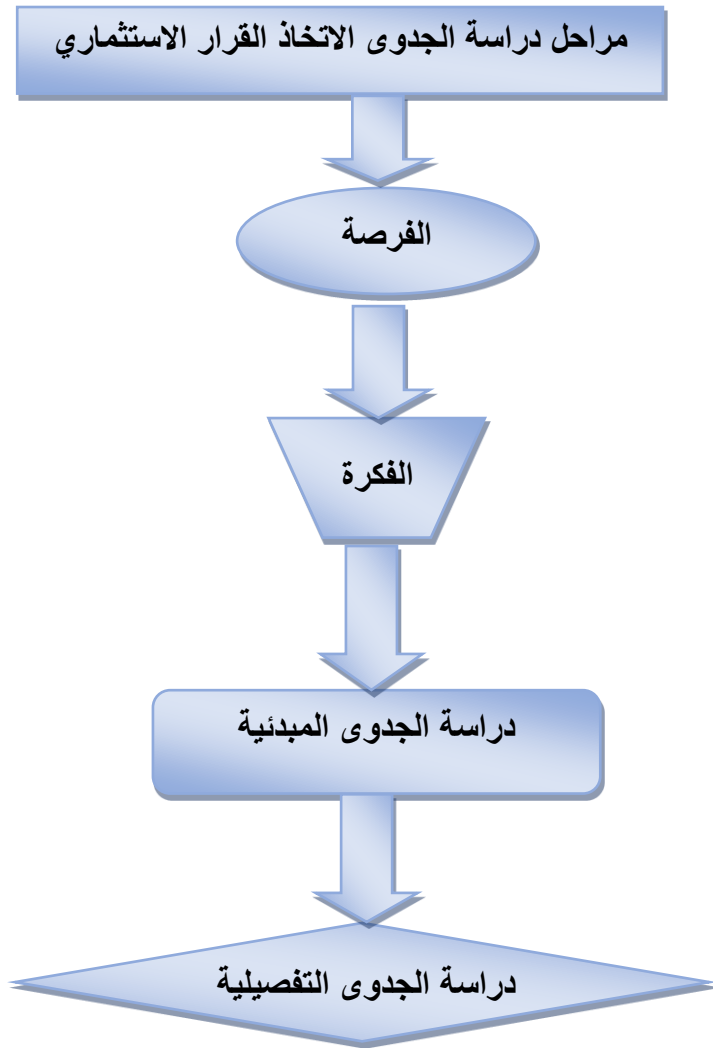 مراحل دراسة الجدوى الاتخاذ القرار الاستثماري
الفرصة
الفكرة
دراسة الجدوى المبدئية
دراسة الجدوى التفصيلية